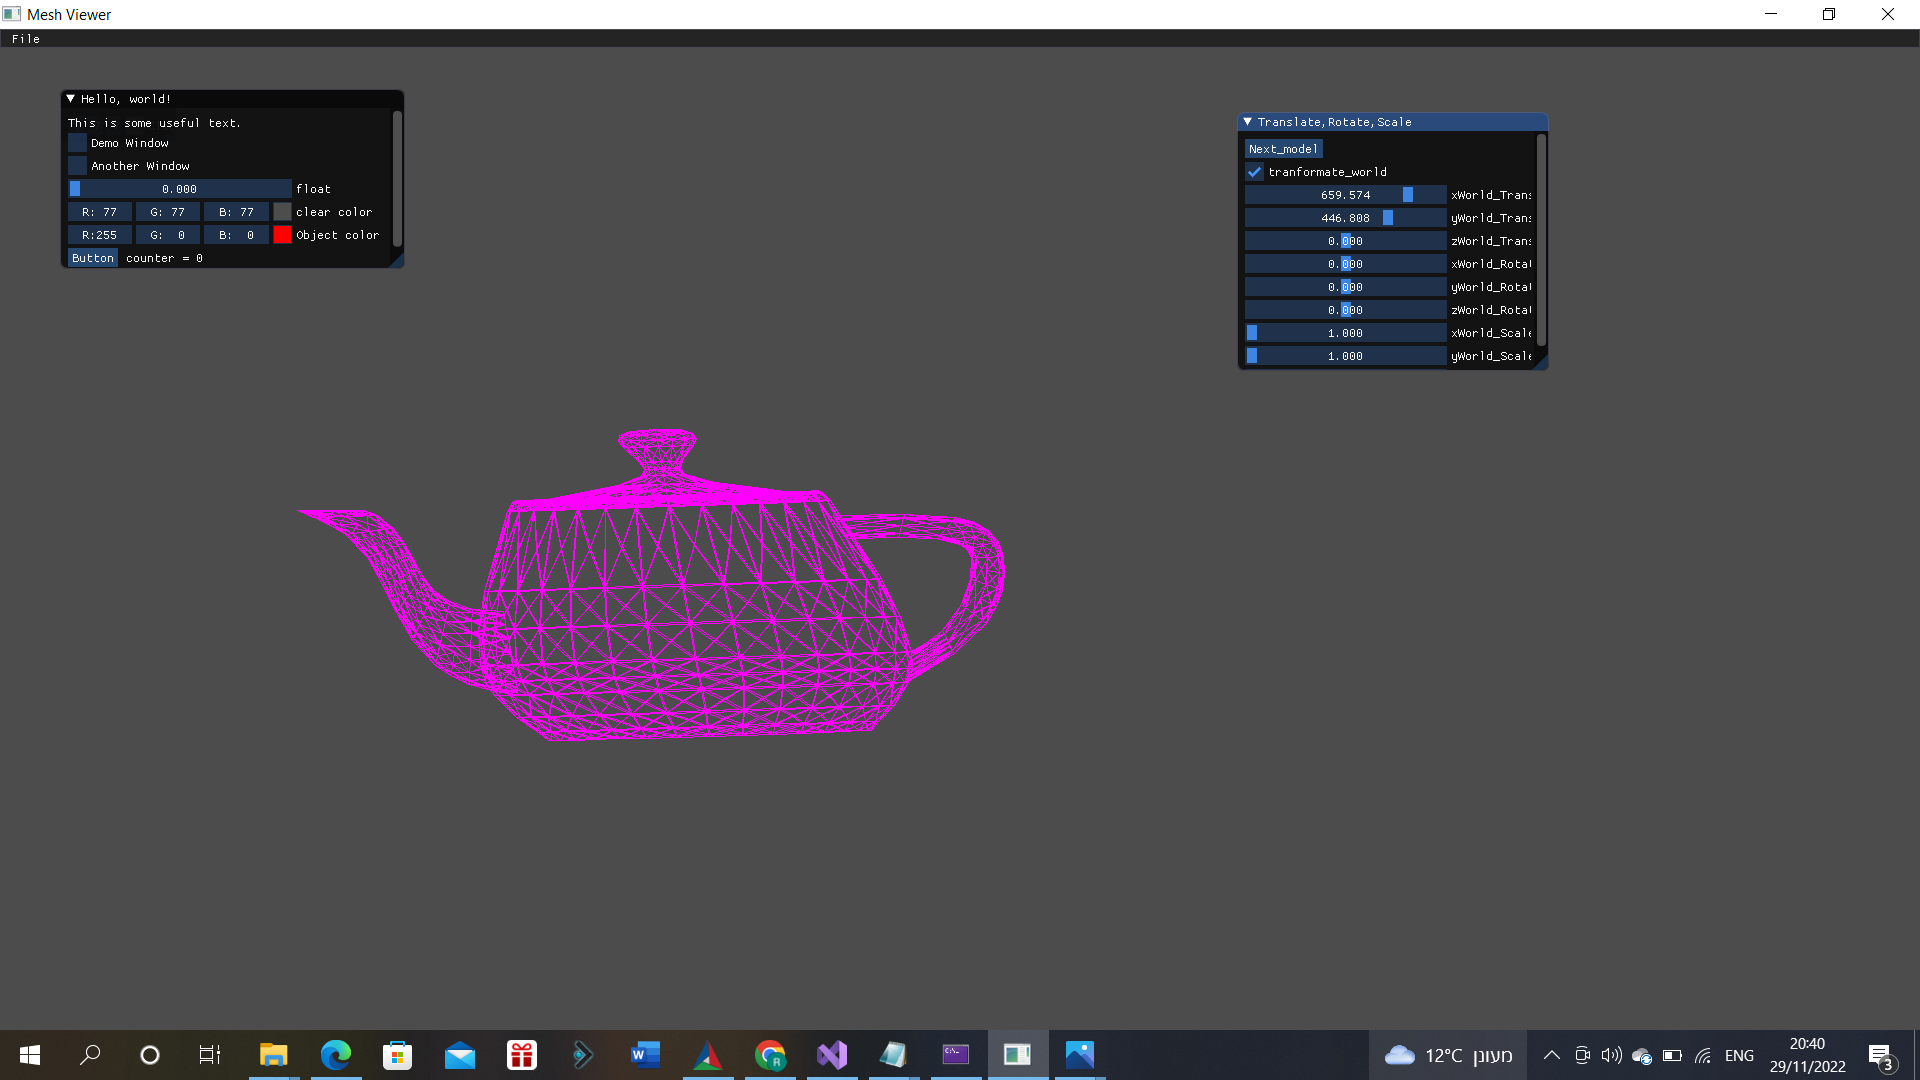 Mesh Viewer
File
Hello, world!
This is some useful text.
Demo Window
Another Window
0.000 float
R: 77 G: 77 B: 77 clear color
R:255 G: 0 B: 0 Object color
Button counter = 0
Translate,Rotate,Scale
Next_model
tranformate_world
659.574 xWorld_Trans
446.808 yWorld_Trans
0.000 zWorld_Trans
0.000 xWorld_Rotat
0.000 yWorld_Rotat
0.000 zWorld_Rotat
1.000 xWorld_Scale
1.000 yWorld_Scale
12°C מעונן
ENG
20:40
29/11/2022
3